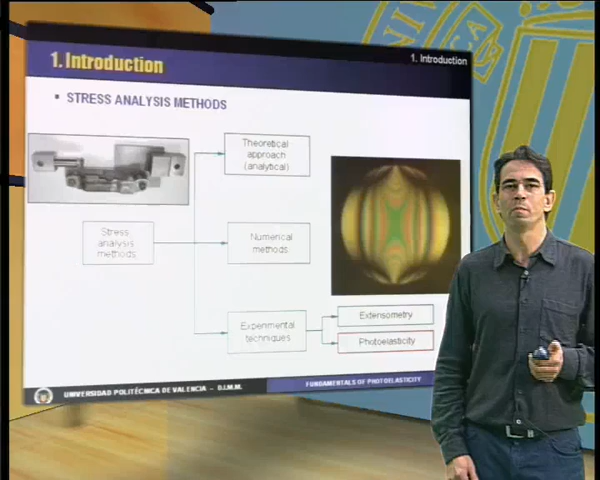 1. Introduction
1. Introduction
▪ STRESS ANALYSIS METHODS
Theoretical
approach
(analytical)
Stress
analysis
methods
Numerical
methods
Experimental
techniques
Extensometry
Photoelasticity
UNIVERSIDAD POLITÉCNICA DE VALENCIA - D.I.M.M.
FUNDAMENTALS OF PHOTOELASTICITY